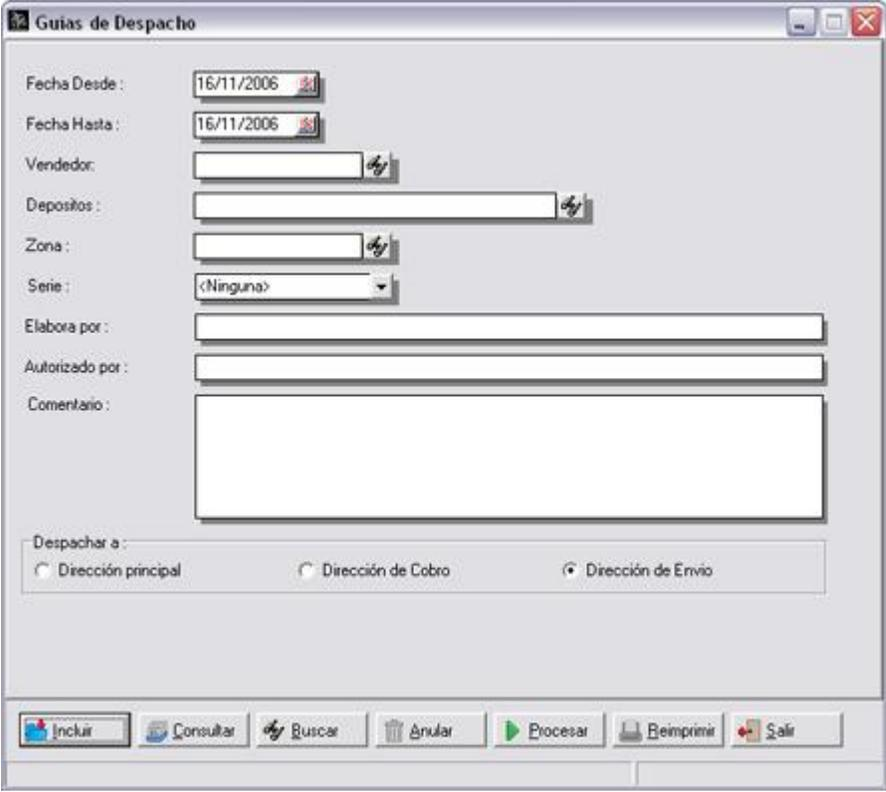 Guias de Despacho
Fecha Desde : 16/11/2006
Fecha Hasta : 16/11/2006
Vendedor:
Depositos :
Zona :
Serie : <Ninguna>
Elabora por :
Autorizado por :
Comentario :
Despachar a :
Dirección principal Dirección de Cobro Dirección de Envio
Incluir Consultar Buscar Anular Procesar Reimprimir Salir